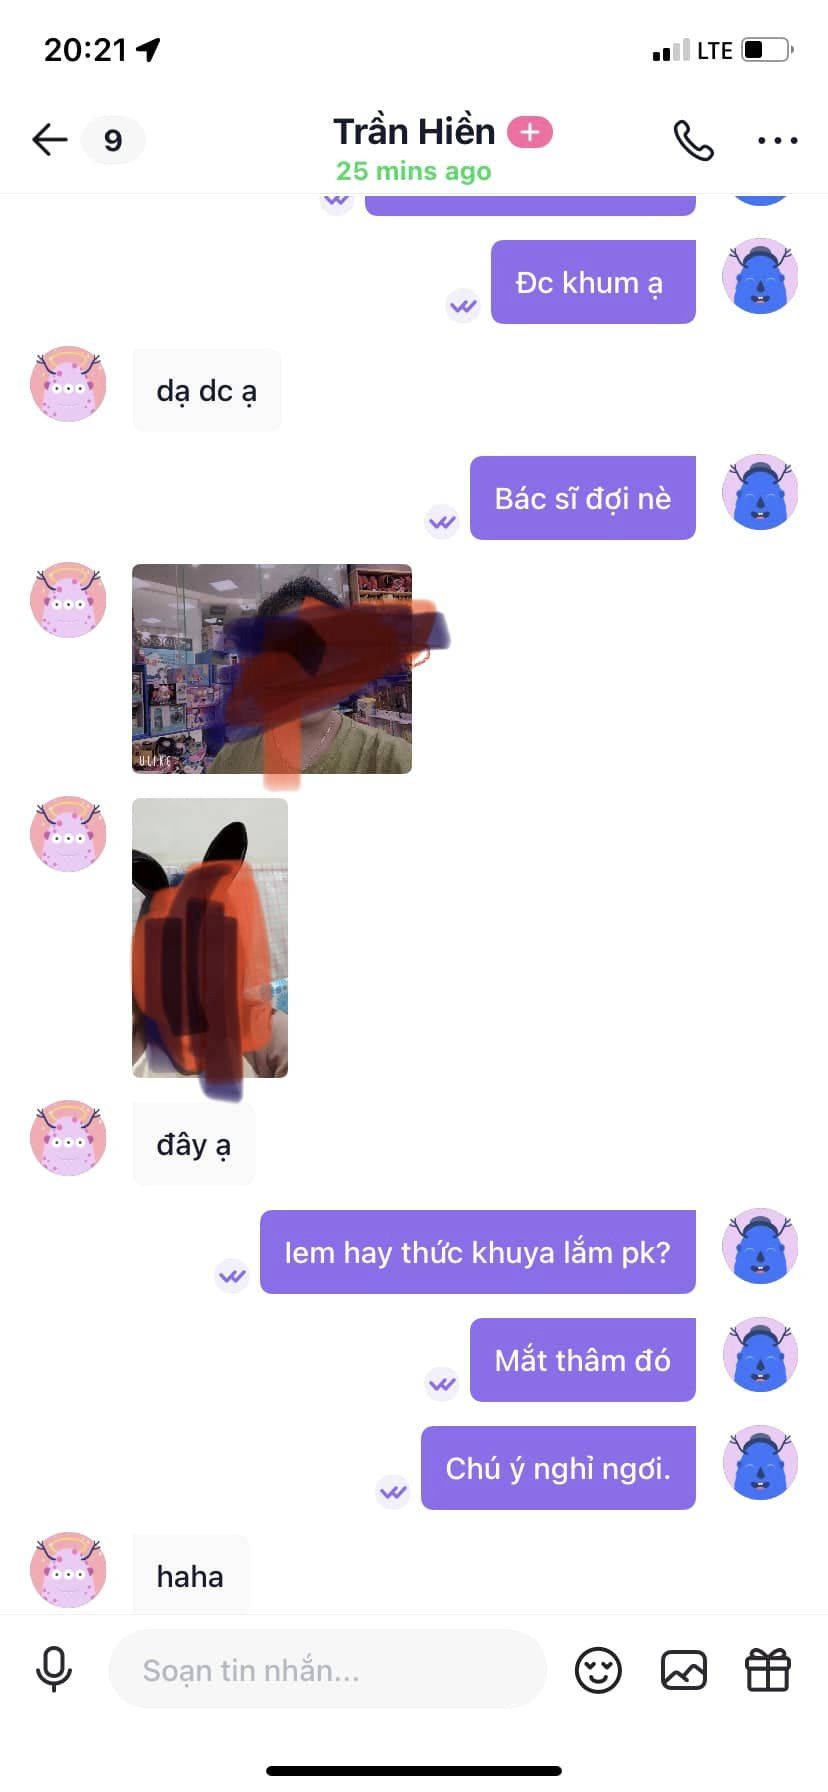 20:21
LTE
9
Trần Hiền
25 mins ago
Đc khum ạ
dạ dc ạ
Bác sĩ đợi nè
ULIKE
đây ạ
Iem hay thức khuya lắm pk?
Mắt thâm đó
Chú ý nghỉ ngơi.
haha
Soạn tin nhắn...